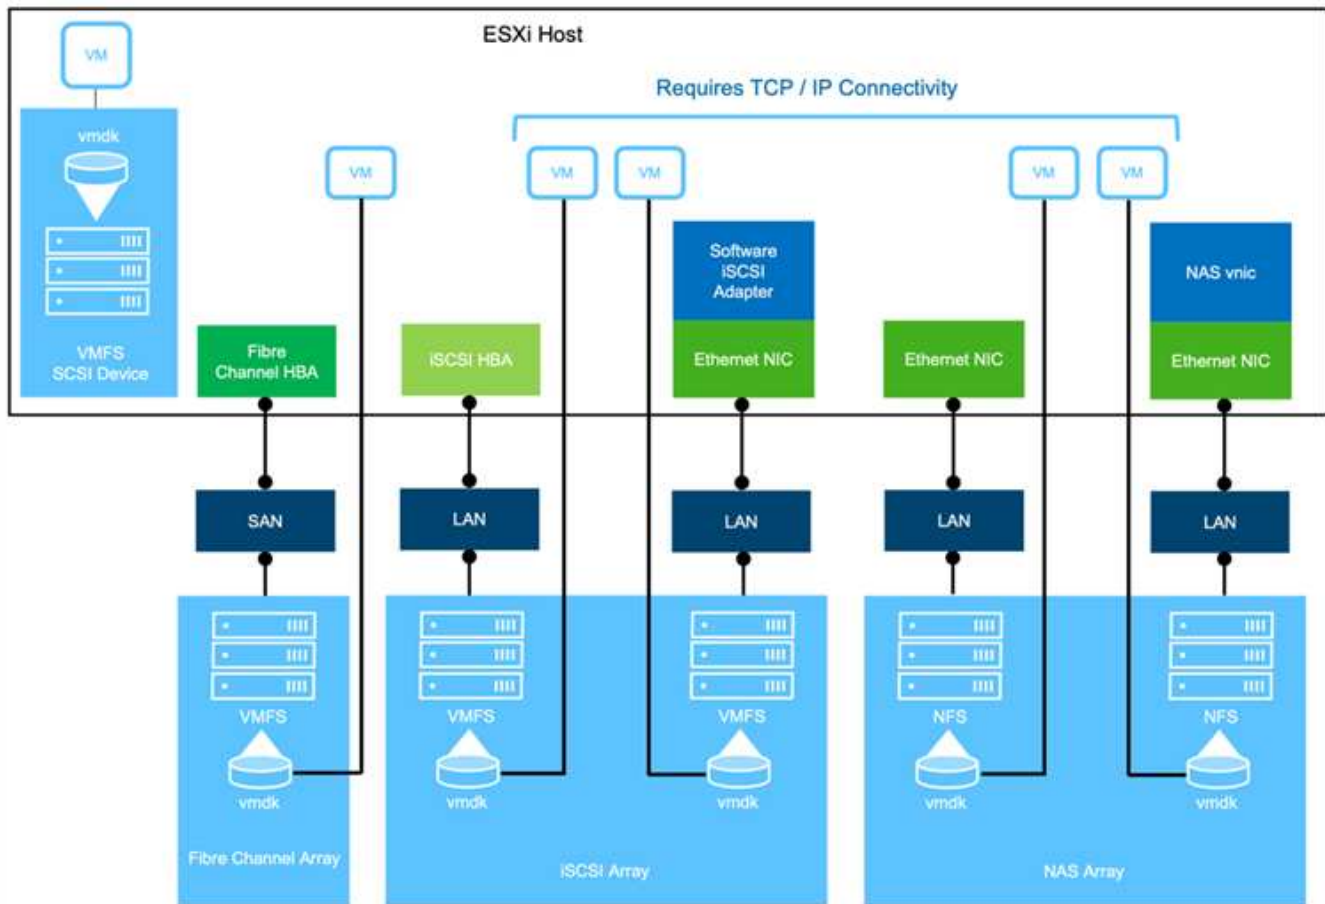 ESXi Host
VM
Requires TCP / IP Connectivity
vmdk
VM
VM
VM
VM
VM
Software
iSCSI
Adapter
NAS vnic
VMFS
SCSI Device
Fibre
Channel HBA
iSCSI HBA
Ethernet NIC
Ethernet NIC
Ethernet NIC
SAN
LAN
LAN
LAN
LAN
VMFS
VMFS
VMFS
NFS
NFS
vmdk
vmdk
vmdk
vmdk
vmdk
Fibre Channel Array
iSCSI Array
NAS Array